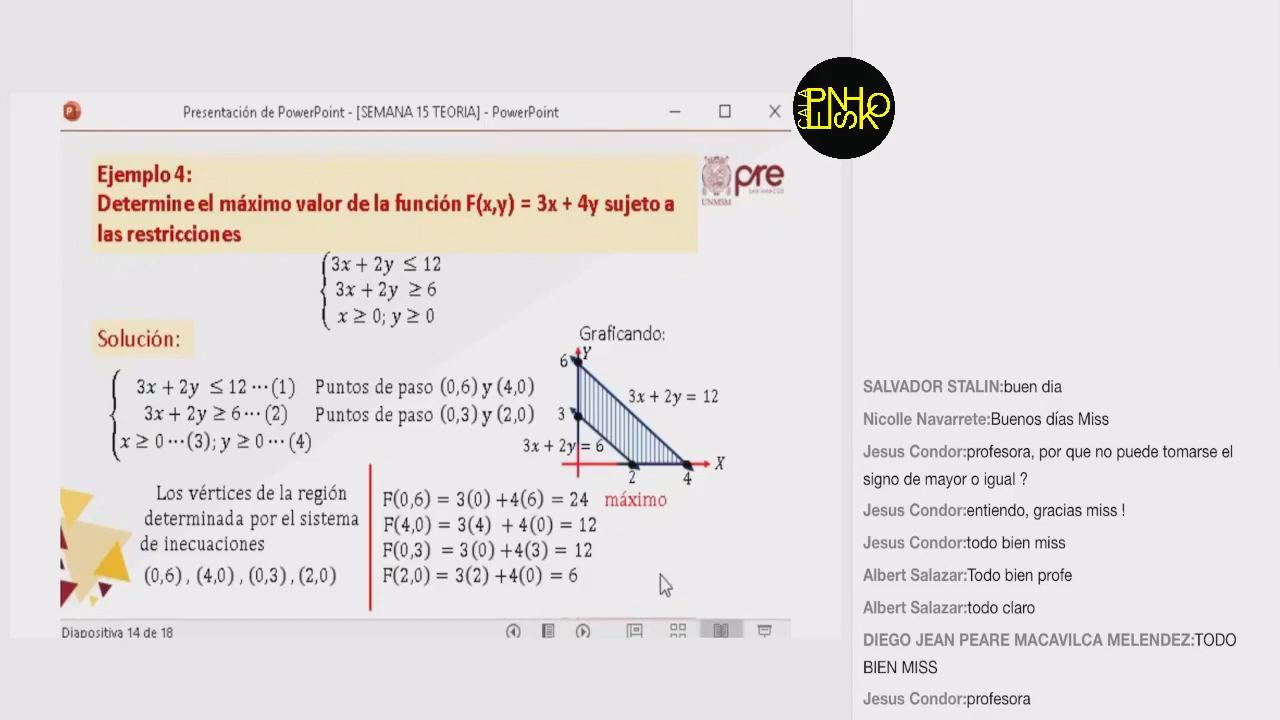 Presentación de PowerPoint - [SEMANA 15 TEORIA] - PowerPoint
Ejemplo 4:
Determine el máximo valor de la función F(x,y) = 3x + 4y sujeto a
las restricciones
pre
SAN MARCOS
UNMSM
3x + 2y ≤ 12
3x + 2y ≥ 6
x ≥ 0; y ≥ 0
Solución:
3x + 2y ≤ 12 ⋯ (1) Puntos de paso (0,6) y (4,0)
3x + 2y ≥ 6 ⋯ (2) Puntos de paso (0,3) y (2,0)
x ≥ 0 ⋯ (3); y ≥ 0 ⋯ (4)
Graficando:
6 Y
3x + 2y = 12
3
3x + 2y = 6
X
2 4
Los vértices de la región
determinada por el sistema
de inecuaciones
(0,6) , (4,0) , (0,3) , (2,0)
F(0,6) = 3(0) +4(6) = 24 máximo
F(4,0) = 3(4) + 4(0) = 12
F(0,3) = 3(0) +4(3) = 12
F(2,0) = 3(2) +4(0) = 6
Diapositiva 14 de 18
SALVADOR STALIN:buen dia
Nicolle Navarrete:Buenos días Miss
Jesus Condor:profesora, por que no puede tomarse el
signo de mayor o igual ?
Jesus Condor:entiendo, gracias miss !
Jesus Condor:todo bien miss
Albert Salazar:Todo bien profe
Albert Salazar:todo claro
DIEGO JEAN PEARE MACAVILCA MELENDEZ:TODO
BIEN MISS
Jesus Condor:profesora